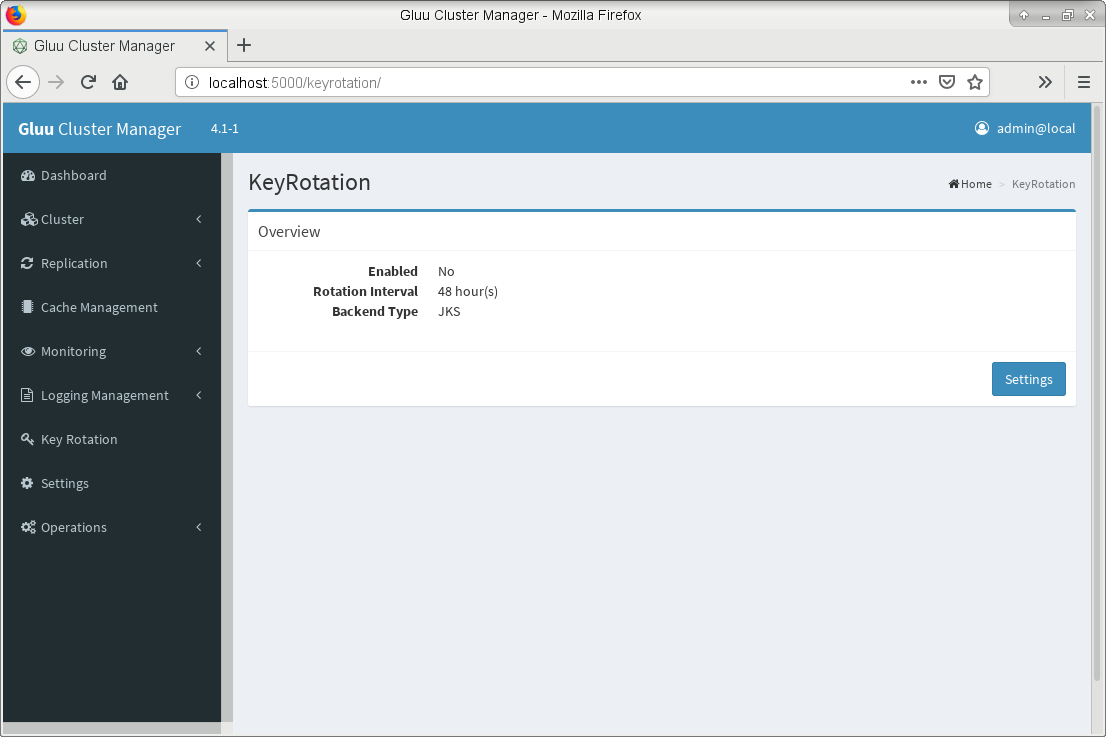 Gluu Cluster Manager - Mozilla Firefox
Gluu Cluster Manager
localhost:5000/keyrotation/
Gluu Cluster Manager 4.1-1 admin@local
Dashboard
Cluster
Replication
Cache Management
Monitoring
Logging Management
Key Rotation
Settings
Operations
KeyRotation
Home > KeyRotation
Overview
Enabled No
Rotation Interval 48 hour(s)
Backend Type JKS
Settings